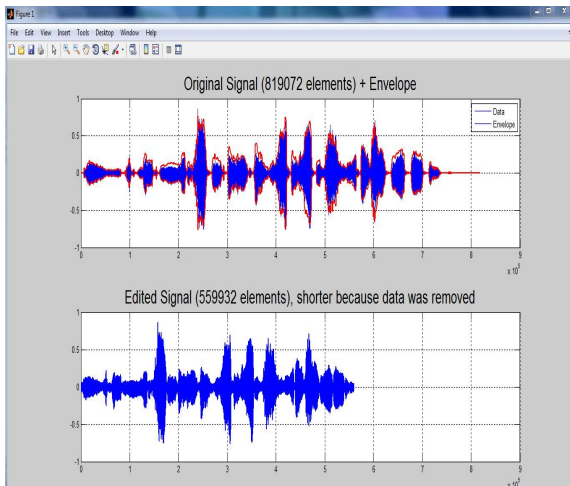 Figure 1
File Edit View Insert Tools Desktop Window Help
Original Signal (819072 elements) + Envelope
Data
Envelope
1
0.5
0
-0.5
-1
0 1 2 3 4 5 6 7 8 9
x 10^5
Edited Signal (559932 elements), shorter because data was removed
1
0.5
0
-0.5
-1
0 1 2 3 4 5 6 7 8 9
x 10^5